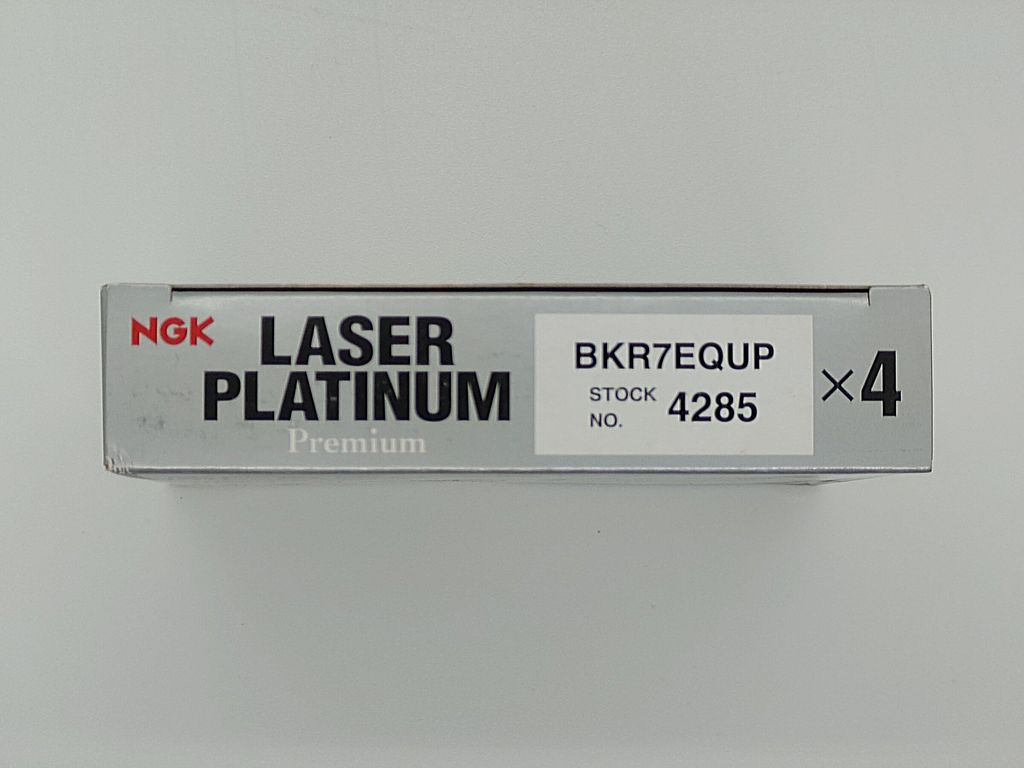 NGK
LASER
PLATINUM
Premium
BKR7EQUP
STOCK
NO. 4285
×4